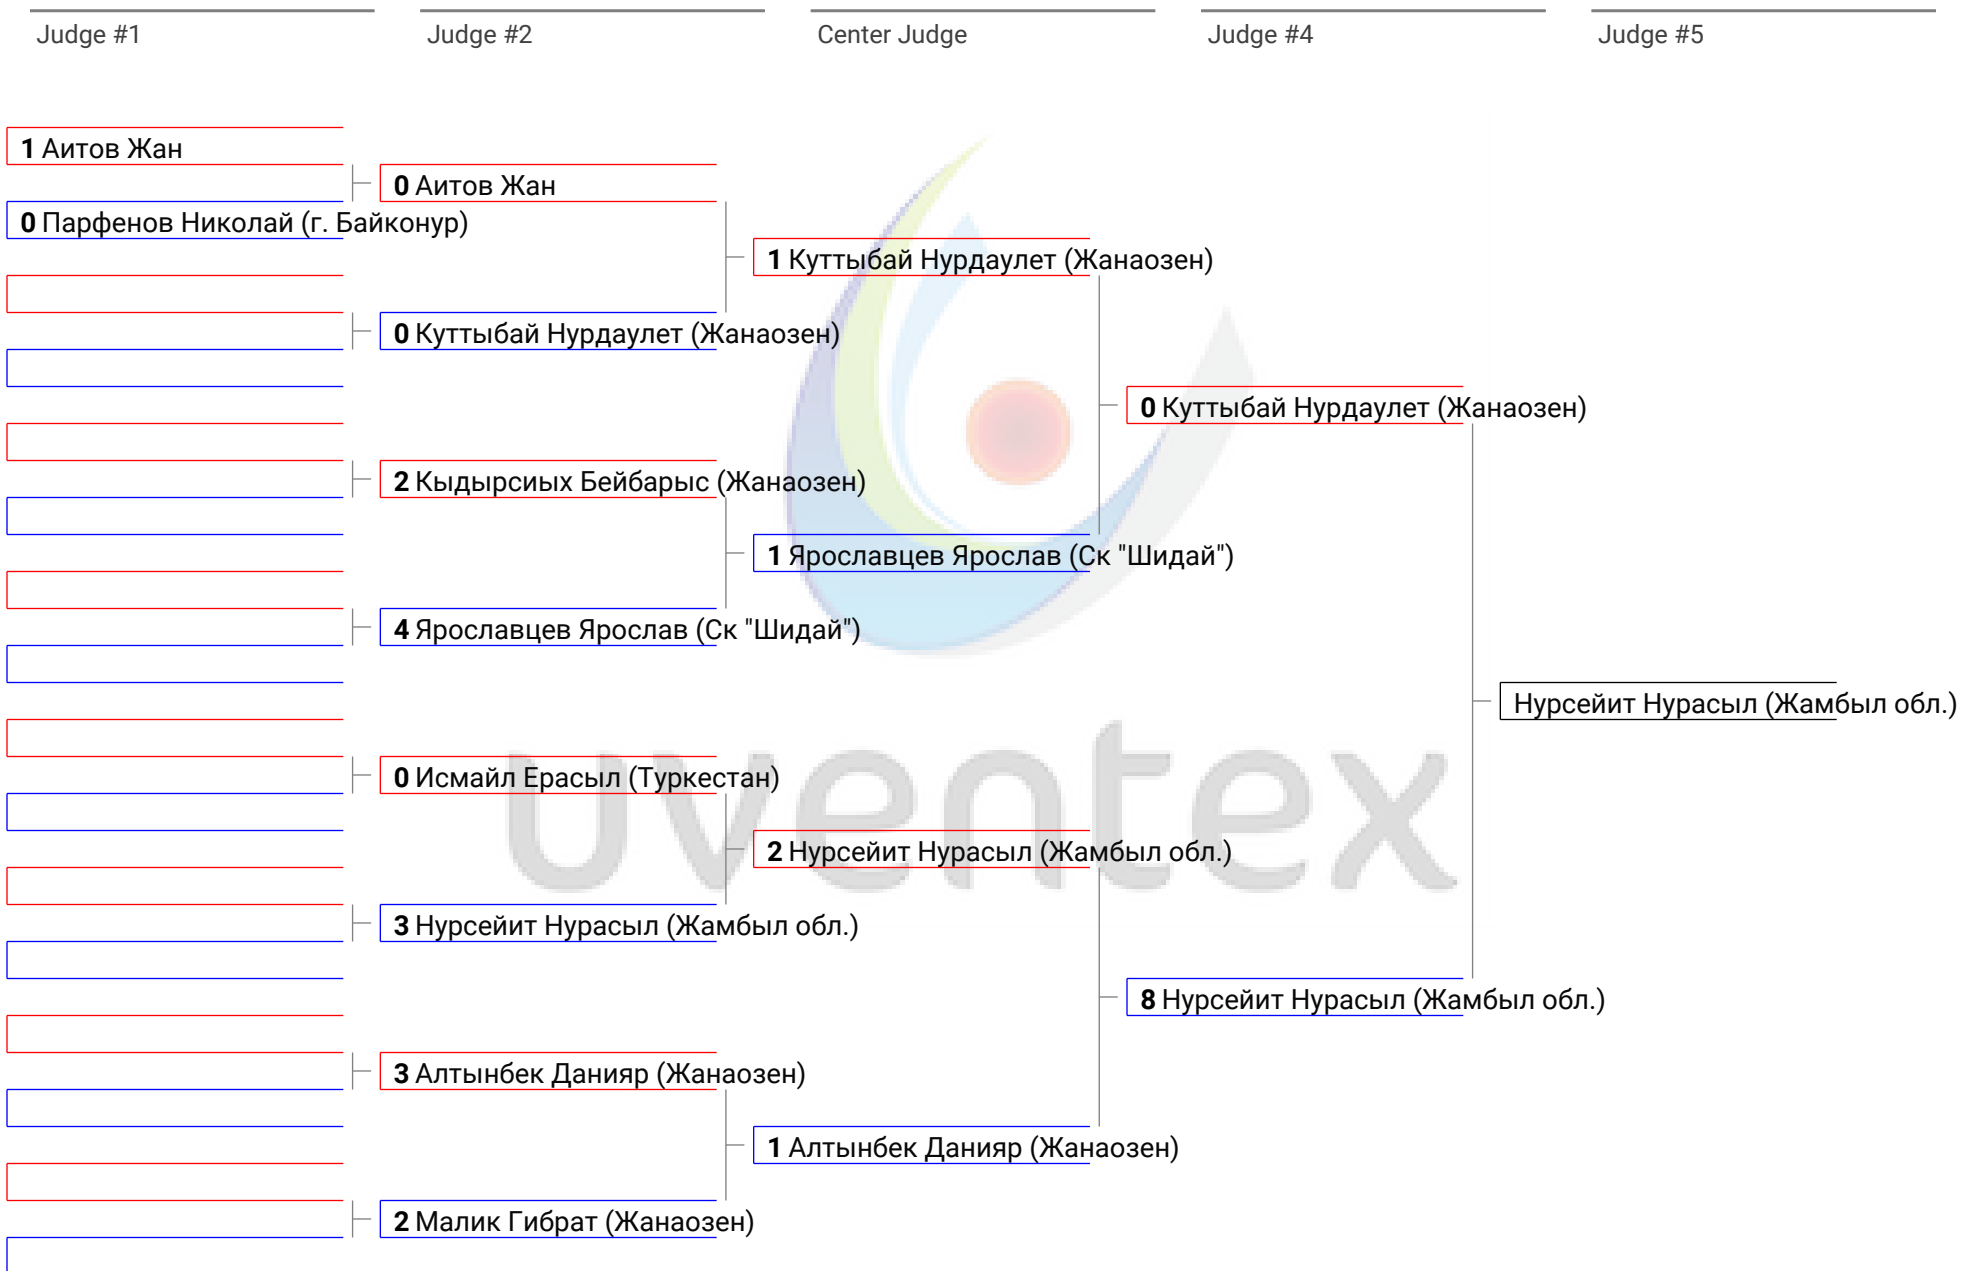 Judge #1 Judge #2 Center Judge Judge #4 Judge #5
1 Аитов Жан
0 Аитов Жан
0 Парфенов Николай (г. Байконур)
1 Куттыбай Нурдаулет (Жанаозен)
0 Куттыбай Нурдаулет (Жанаозен)
0 Куттыбай Нурдаулет (Жанаозен)
2 Кыдырсиых Бейбарыс (Жанаозен)
1 Ярославцев Ярослав (Ск "Шидай")
4 Ярославцев Ярослав (Ск "Шидай")
Нурсейит Нурасыл (Жамбыл обл.)
0 Исмайл Ерасыл (Туркестан)
uventex
2 Нурсейит Нурасыл (Жамбыл обл.)
3 Нурсейит Нурасыл (Жамбыл обл.)
8 Нурсейит Нурасыл (Жамбыл обл.)
3 Алтынбек Данияр (Жанаозен)
1 Алтынбек Данияр (Жанаозен)
2 Малик Гибрат (Жанаозен)